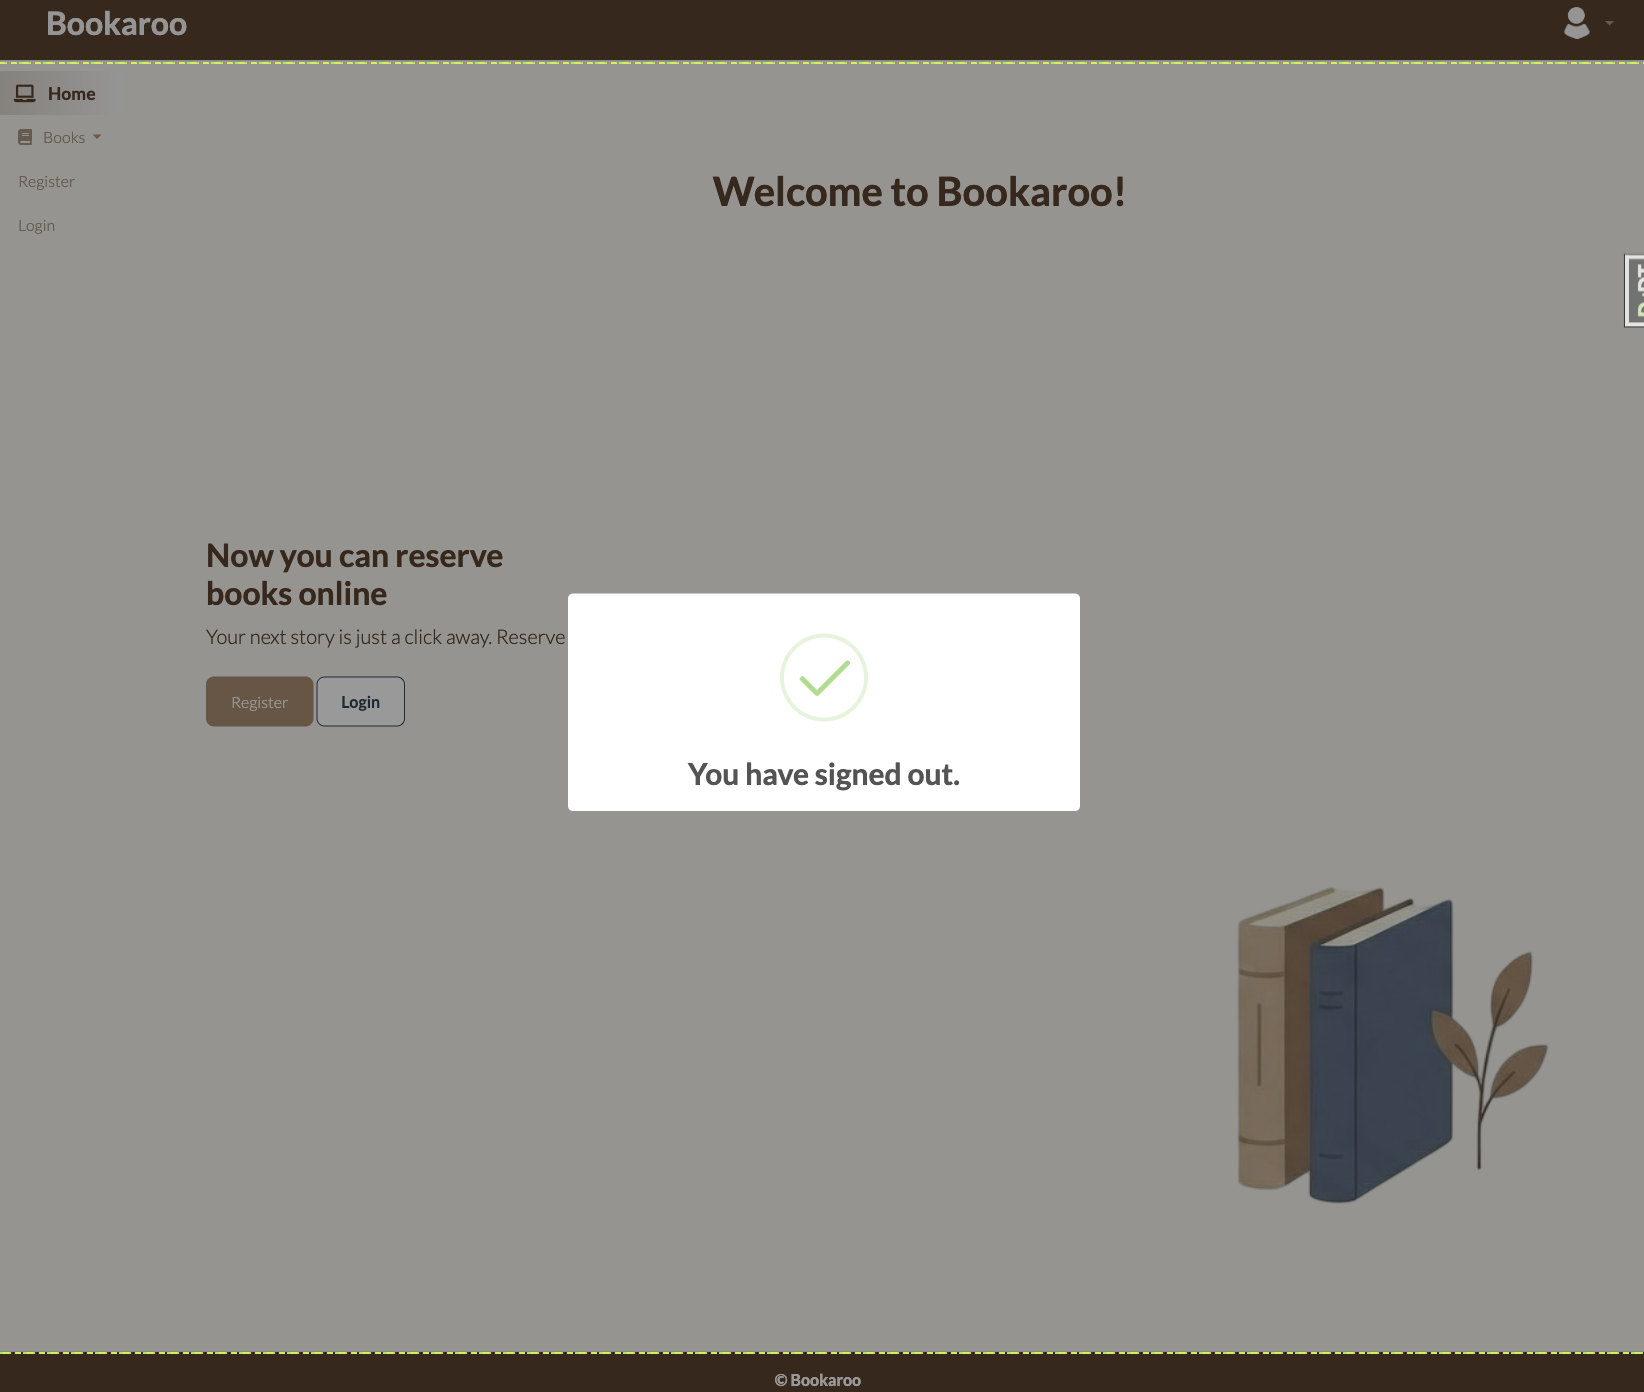 Bookaroo
Home
Books
Register
Login
Welcome to Bookaroo!
Now you can reserve
books online
Your next story is just a click away. Reserve
Register
Login
You have signed out.
© Bookaroo